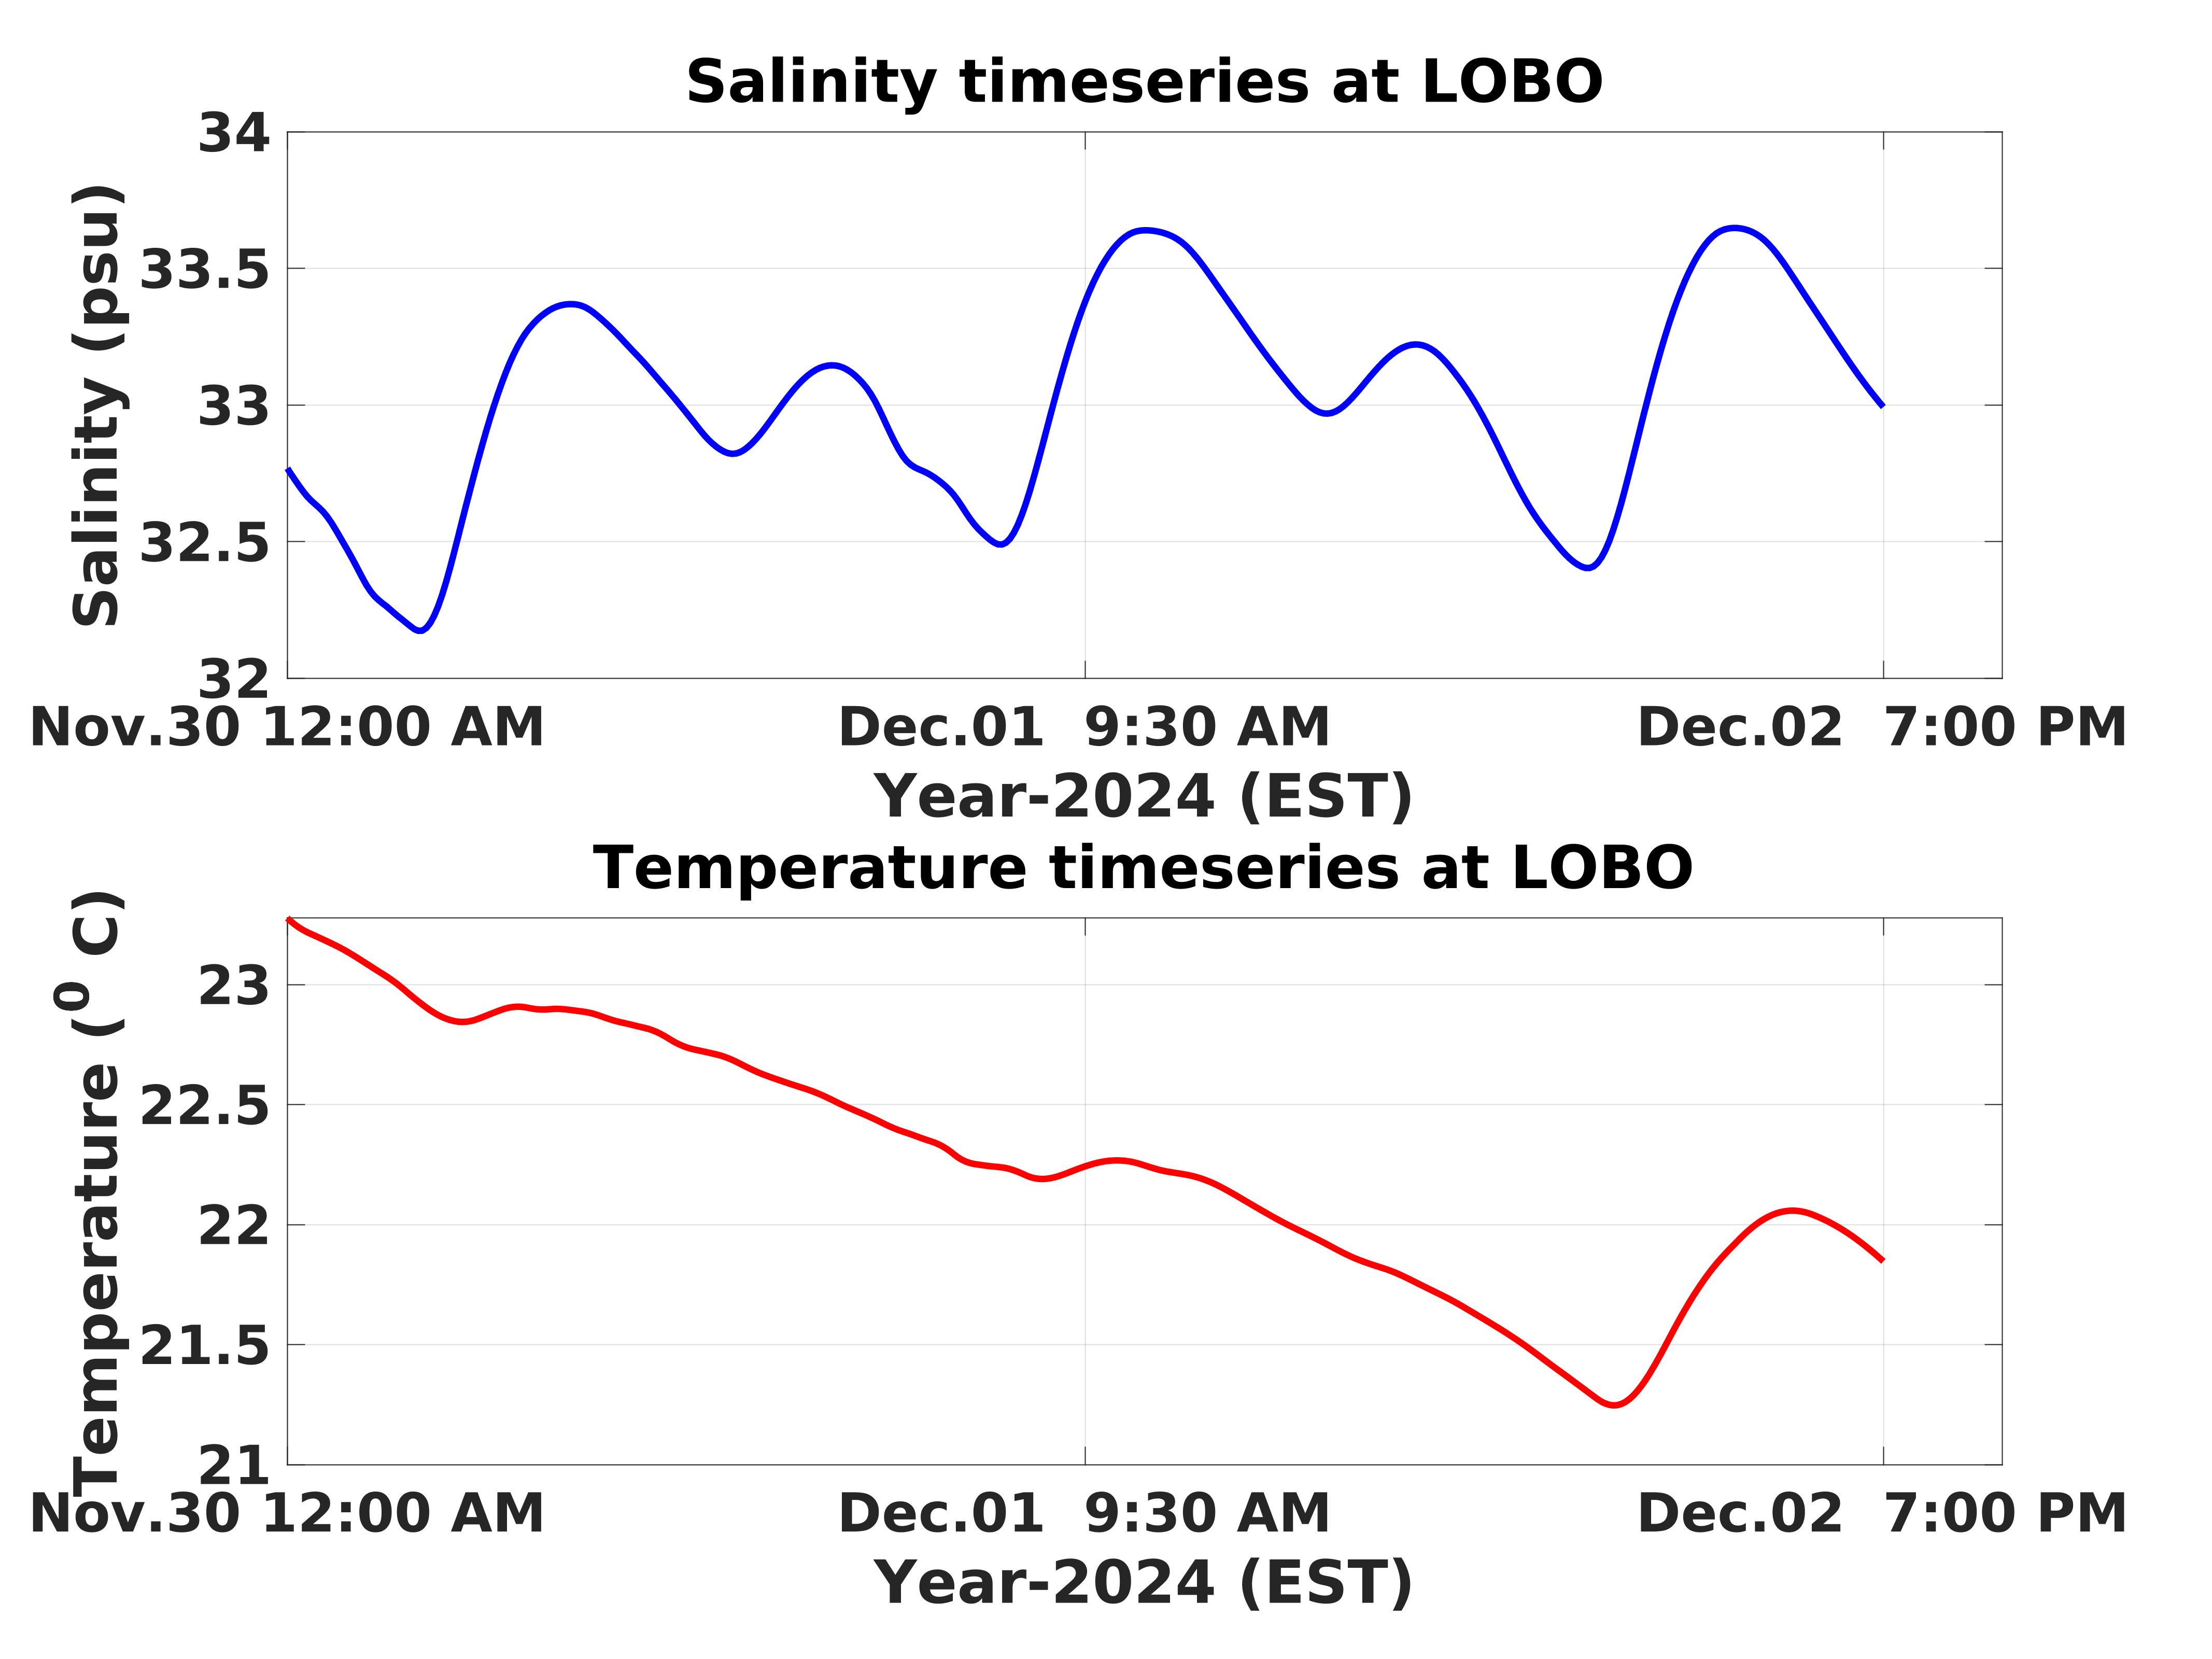 Salinity timeseries at LOBO
Salinity (psu)
34
33.5
33
32.5
32
Nov.30 12:00 AM
Dec.01  9:30 AM
Dec.02  7:00 PM
Year-2024 (EST)
Temperature timeseries at LOBO
Temperature (⁰ C)
23
22.5
22
21.5
21
Nov.30 12:00 AM
Dec.01  9:30 AM
Dec.02  7:00 PM
Year-2024 (EST)